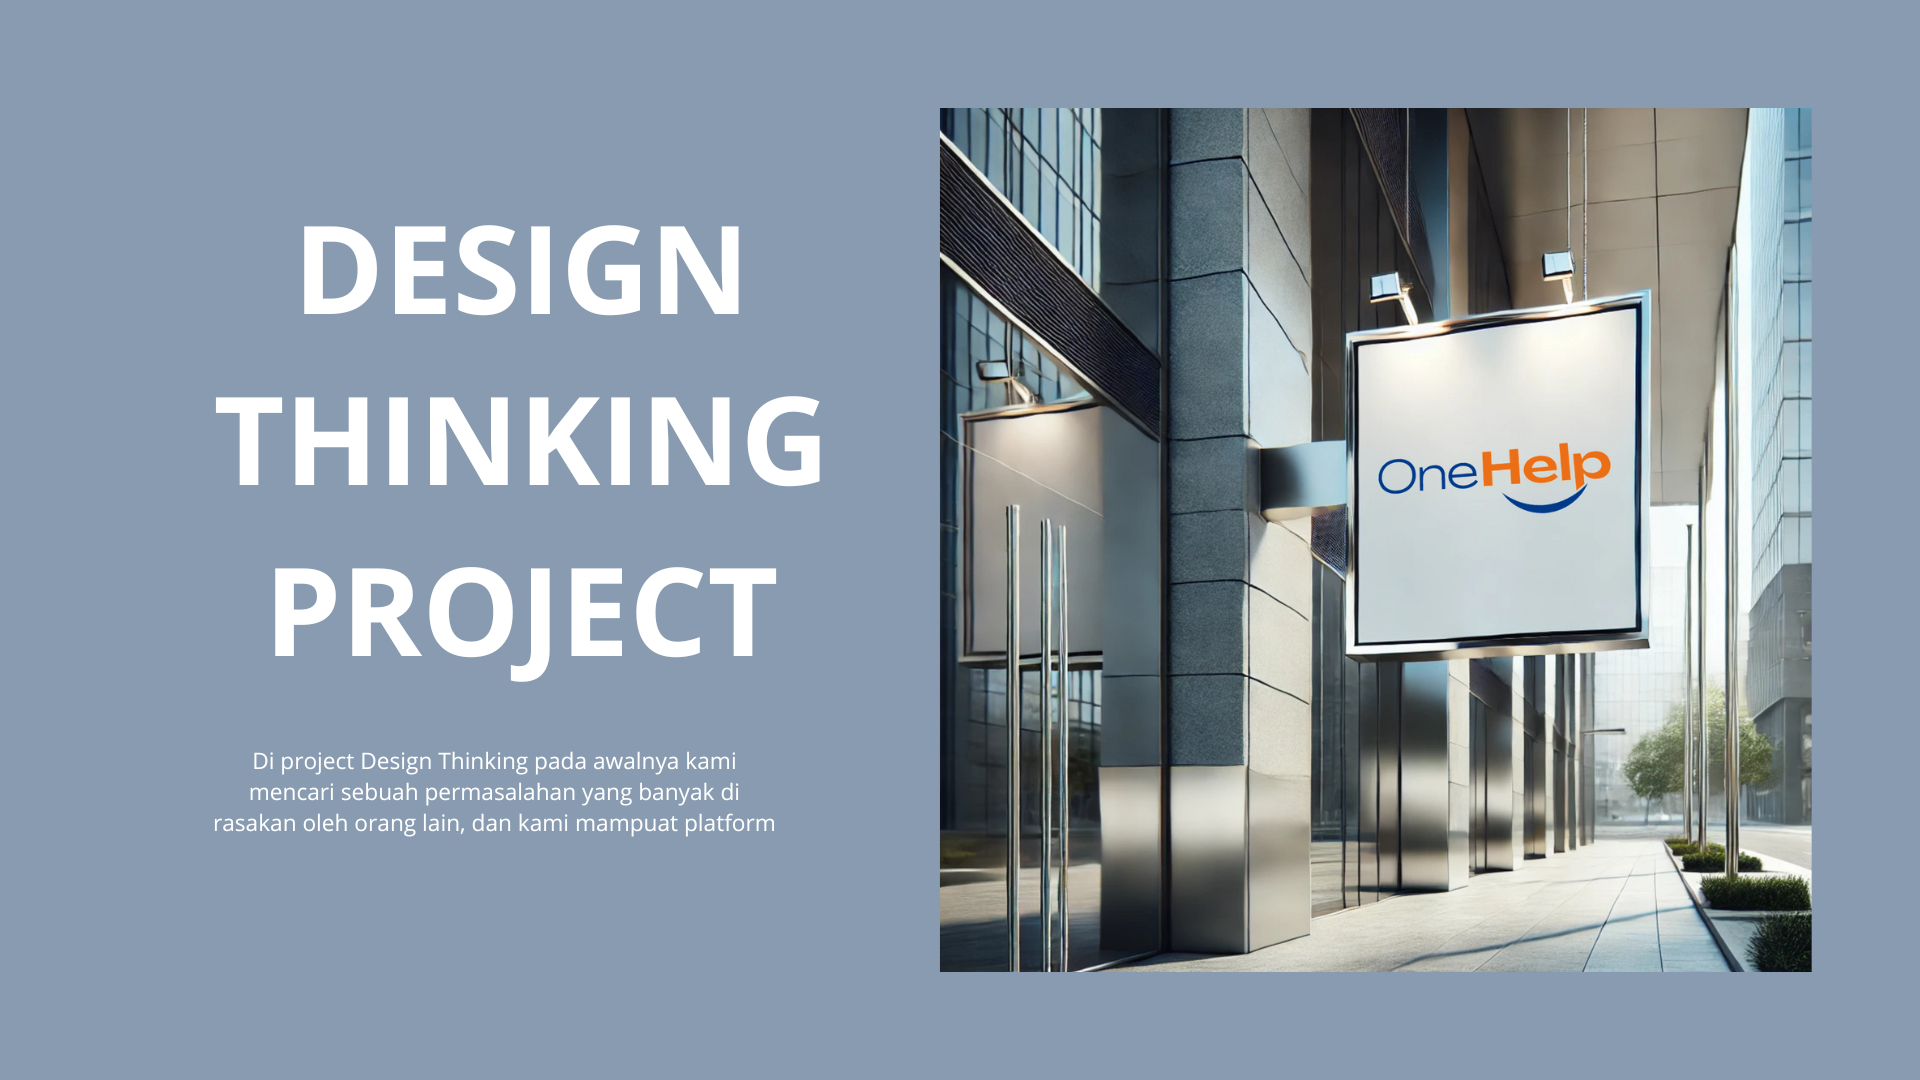 DESIGN
THINKING
PROJECT
Di project Design Thinking pada awalnya kami
mencari sebuah permasalahan yang banyak di
rasakan oleh orang lain, dan kami mampuat platform
OneHelp